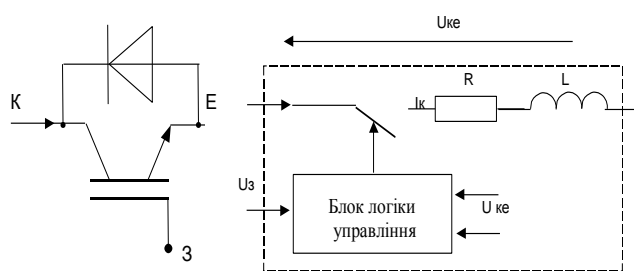 Uке
К
Е
R
L
Iк
Uз
Блок логіки
управління
U ке
З